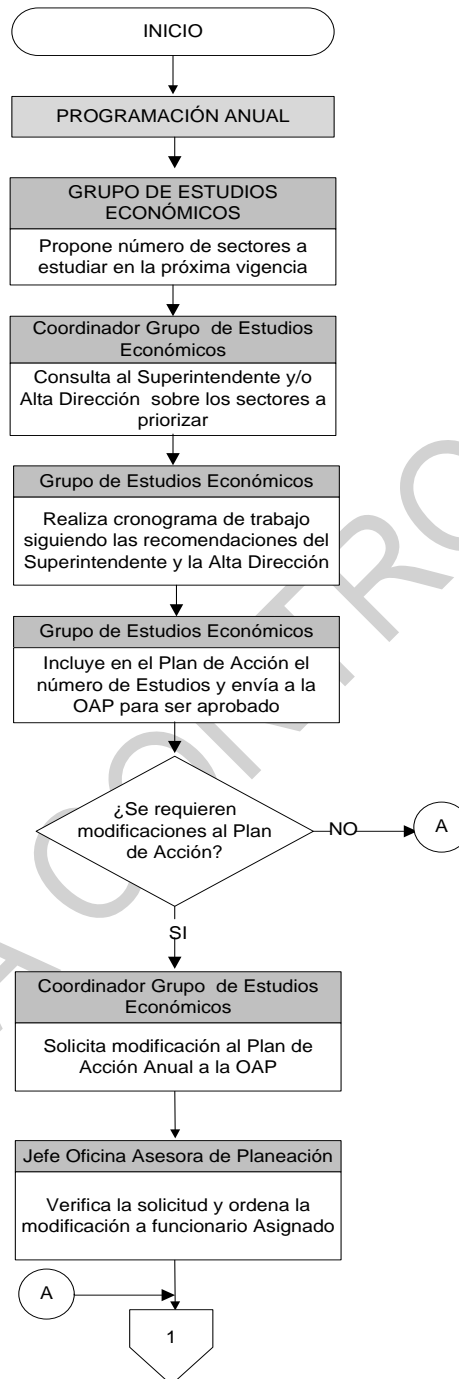 INICIO
PROGRAMACIÓN ANUAL
GRUPO DE ESTUDIOS
ECONÓMICOS
Propone número de sectores a
estudiar en la próxima vigencia
Coordinador Grupo de Estudios
Económicos
Consulta al Superintendente y/o
Alta Dirección sobre los sectores a
priorizar
Grupo de Estudios Económicos
Realiza cronograma de trabajo
siguiendo las recomendaciones del
Superintendente y la Alta Dirección
Grupo de Estudios Económicos
Incluye en el Plan de Acción el
número de Estudios y envía a la
OAP para ser aprobado
¿Se requieren
modificaciones al Plan
de Acción?
NO
A
SI
Coordinador Grupo de Estudios
Económicos
Solicita modificación al Plan de
Acción Anual a la OAP
Jefe Oficina Asesora de Planeación
Verifica la solicitud y ordena la
modificación a funcionario Asignado
A
1
A CONTRO